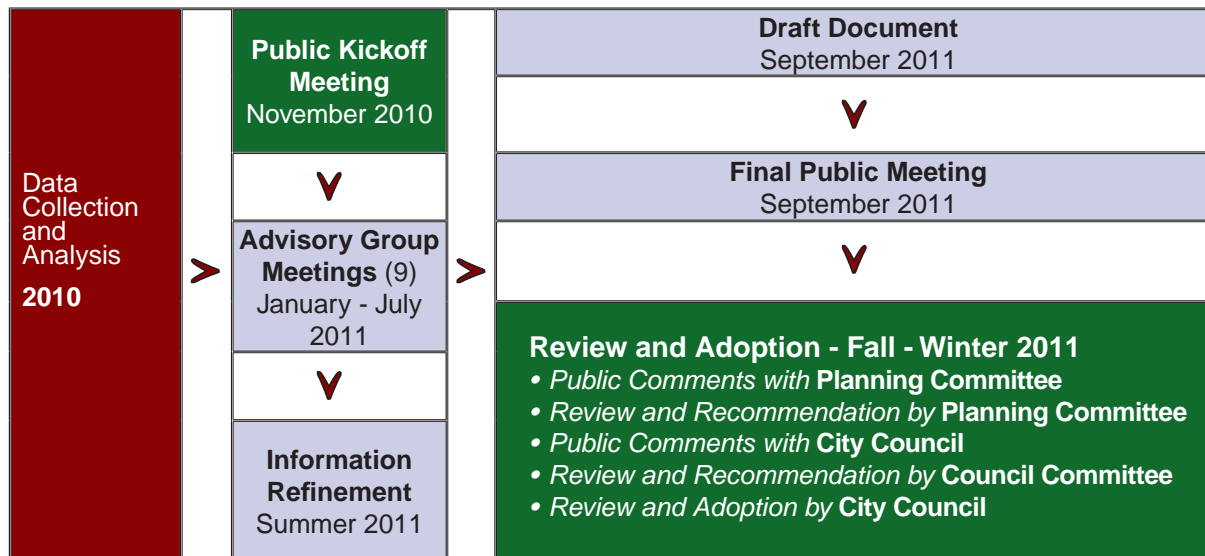 Data
Collection
and
Analysis
2010
Public Kickoff
Meeting
November 2010
Advisory Group
Meetings (9)
January - July
2011
Information
Refinement
Summer 2011
Draft Document
September 2011
Final Public Meeting
September 2011
Review and Adoption - Fall - Winter 2011
• Public Comments with Planning Committee
• Review and Recommendation by Planning Committee
• Public Comments with City Council
• Review and Recommendation by Council Committee
• Review and Adoption by City Council